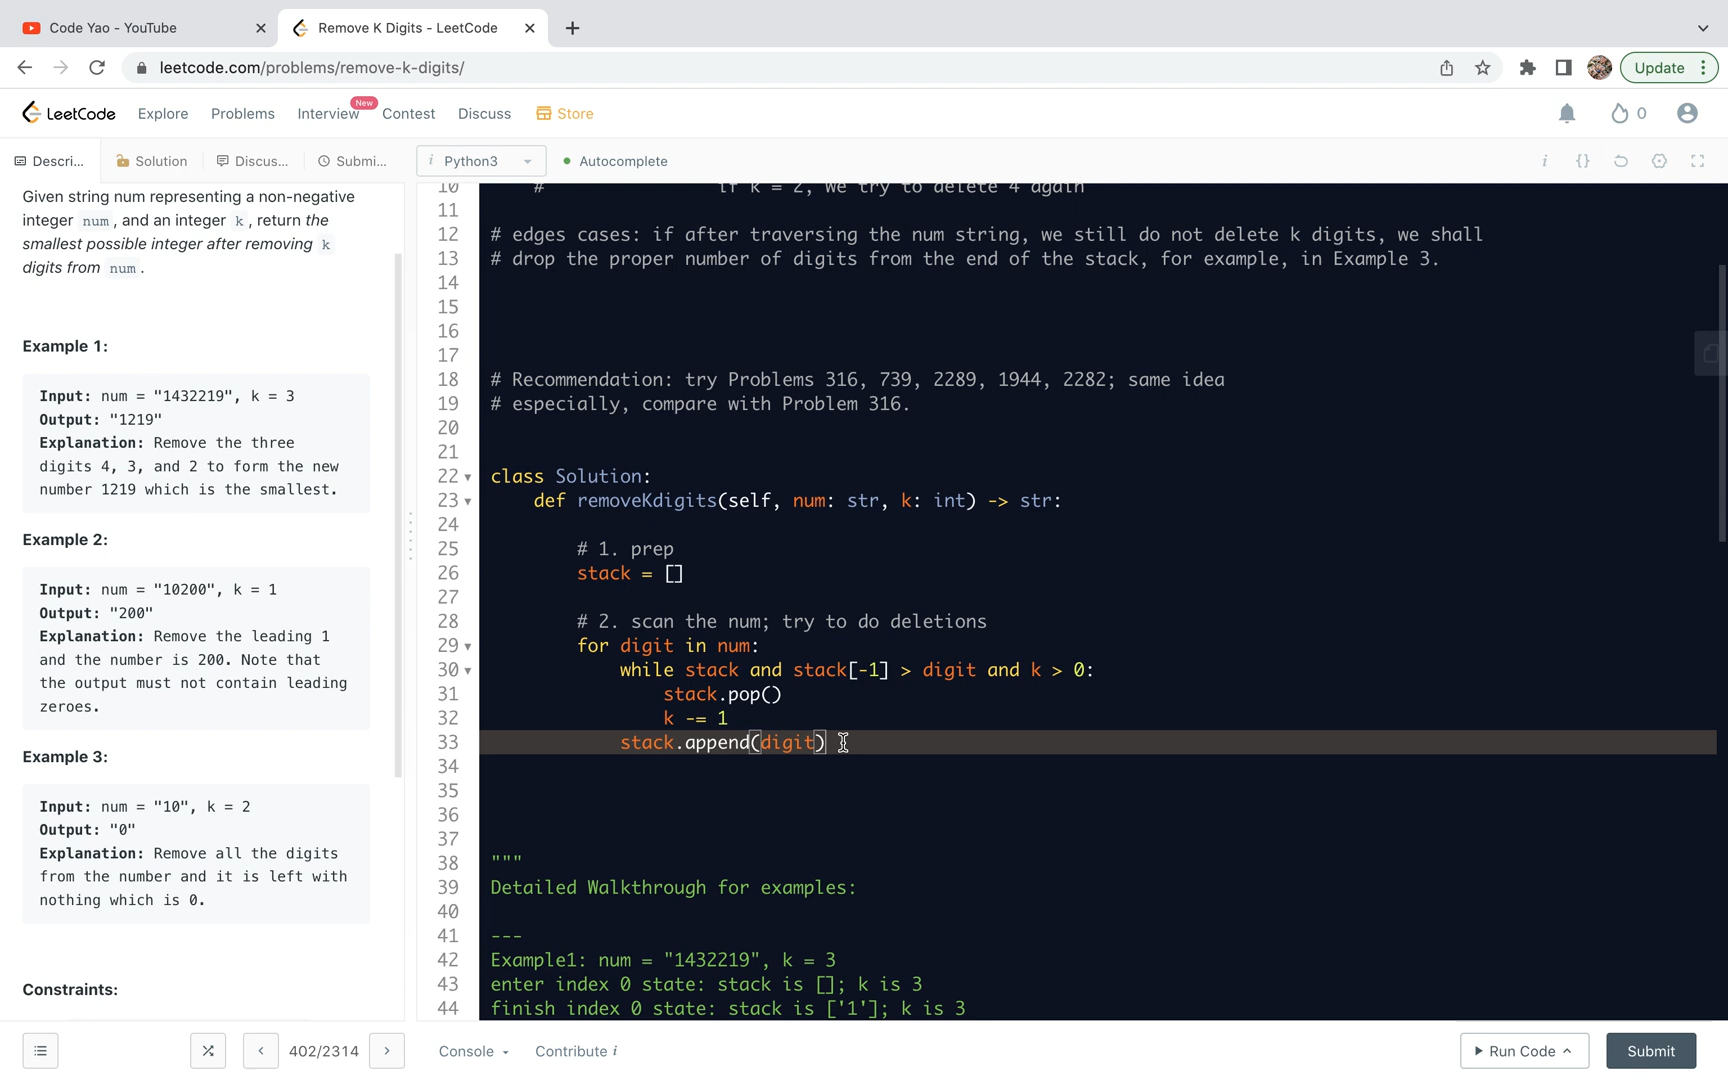 Code Yao - YouTube
Remove K Digits - LeetCode
leetcode.com/problems/remove-k-digits/
Update
LeetCode
Explore
Problems
Interview
New
Contest
Discuss
Store
0
Descri...
Solution
Discus...
Submi...
i Python3
Autocomplete
Given string num representing a non-negative
integer num , and an integer k , return the
smallest possible integer after removing k
digits from num .
Example 1:
Input: num = "1432219", k = 3
Output: "1219"
Explanation: Remove the three
digits 4, 3, and 2 to form the new
number 1219 which is the smallest.
Example 2:
Input: num = "10200", k = 1
Output: "200"
Explanation: Remove the leading 1
and the number is 200. Note that
the output must not contain leading
zeroes.
Example 3:
Input: num = "10", k = 2
Output: "0"
Explanation: Remove all the digits
from the number and it is left with
nothing which is 0.
Constraints:
10 # if k = 2, we try to delete 4 again
11
12 # edges cases: if after traversing the num string, we still do not delete k digits, we shall
13 # drop the proper number of digits from the end of the stack, for example, in Example 3.
14
15
16
17
18 # Recommendation: try Problems 316, 739, 2289, 1944, 2282; same idea
19 # especially, compare with Problem 316.
20
21
22 class Solution:
23 def removeKdigits(self, num: str, k: int) -> str:
24
25 # 1. prep
26 stack = []
27
28 # 2. scan the num; try to do deletions
29 for digit in num:
30 while stack and stack[-1] > digit and k > 0:
31 stack.pop()
32 k -= 1
33 stack.append(digit)
34
35
36
37
38 """
39 Detailed Walkthrough for examples:
40
41 ---
42 Example1: num = "1432219", k = 3
43 enter index 0 state: stack is []; k is 3
44 finish index 0 state: stack is ['1']; k is 3
402/2314
Console
Contribute i
Run Code
Submit